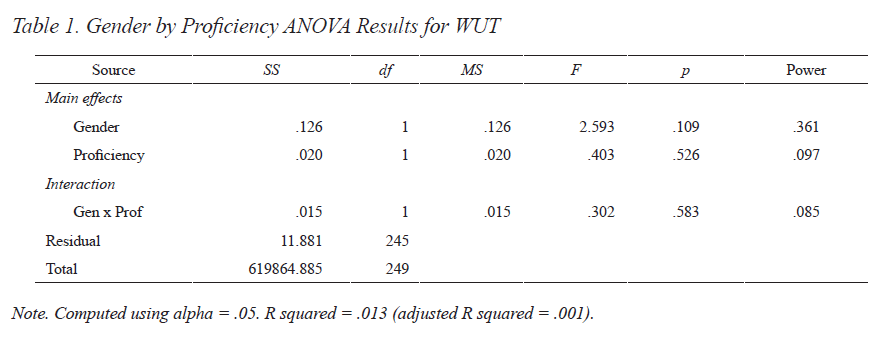 Table 1. Gender by Proficiency ANOVA Results for WUT
Source SS df MS F p Power
Main effects
Gender .126 1 .126 2.593 .109 .361
Proficiency .020 1 .020 .403 .526 .097
Interaction
Gen x Prof .015 1 .015 .302 .583 .085
Residual 11.881 245
Total 619864.885 249
Note. Computed using alpha = .05. R squared = .013 (adjusted R squared = .001).